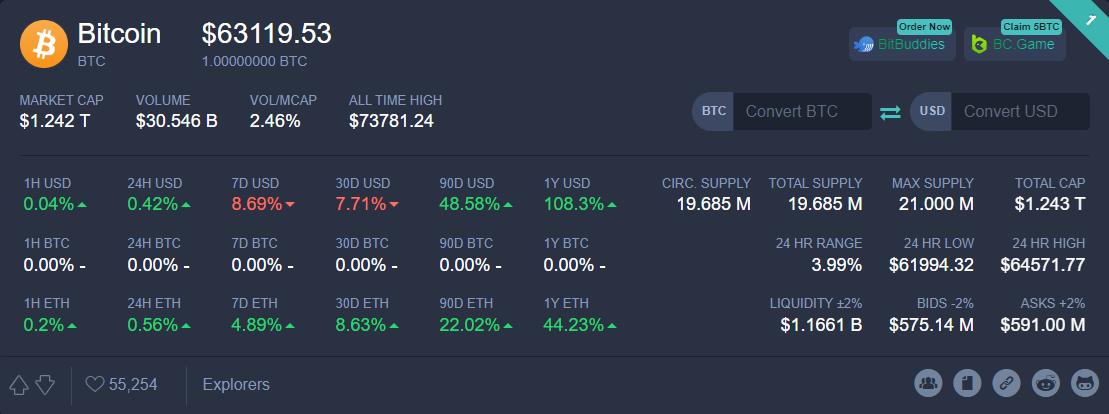 Bitcoin $63119.53
BTC 1.00000000 BTC
Order Now Claim 5BTC
BitBuddies BC.Game
1
MARKET CAP VOLUME VOL/MCAP ALL TIME HIGH
$1.242 T $30.546 B 2.46% $73781.24
BTC Convert BTC USD Convert USD
1H USD 24H USD 7D USD 30D USD 90D USD 1Y USD CIRC. SUPPLY TOTAL SUPPLY MAX SUPPLY TOTAL CAP
0.04% 0.42% 8.69% 7.71% 48.58% 108.3% 19.685 M 19.685 M 21.000 M $1.243 T
1H BTC 24H BTC 7D BTC 30D BTC 90D BTC 1Y BTC 24 HR RANGE 24 HR LOW 24 HR HIGH
0.00% - 0.00% - 0.00% - 0.00% - 0.00% - 0.00% - 3.99% $61994.32 $64571.77
1H ETH 24H ETH 7D ETH 30D ETH 90D ETH 1Y ETH LIQUIDITY ±2% BIDS -2% ASKS +2%
0.2% 0.56% 4.89% 8.63% 22.02% 44.23% $1.1661 B $575.14 M $591.00 M
55,254 Explorers